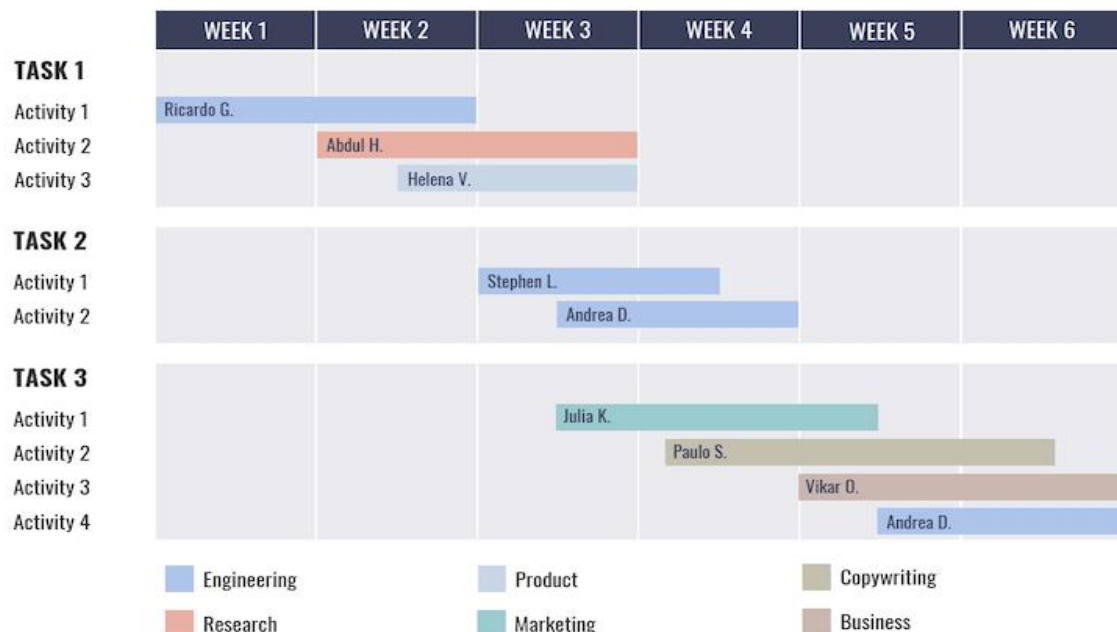 WEEK 1 WEEK 2 WEEK 3 WEEK 4 WEEK 5 WEEK 6
TASK 1
Activity 1 Ricardo G.
Activity 2 Abdul H.
Activity 3 Helena V.
TASK 2
Activity 1 Stephen L.
Activity 2 Andrea D.
TASK 3
Activity 1 Julia K.
Activity 2 Paulo S.
Activity 3 Vikar O.
Activity 4 Andrea D.
Engineering Product Copywriting
Research Marketing Business